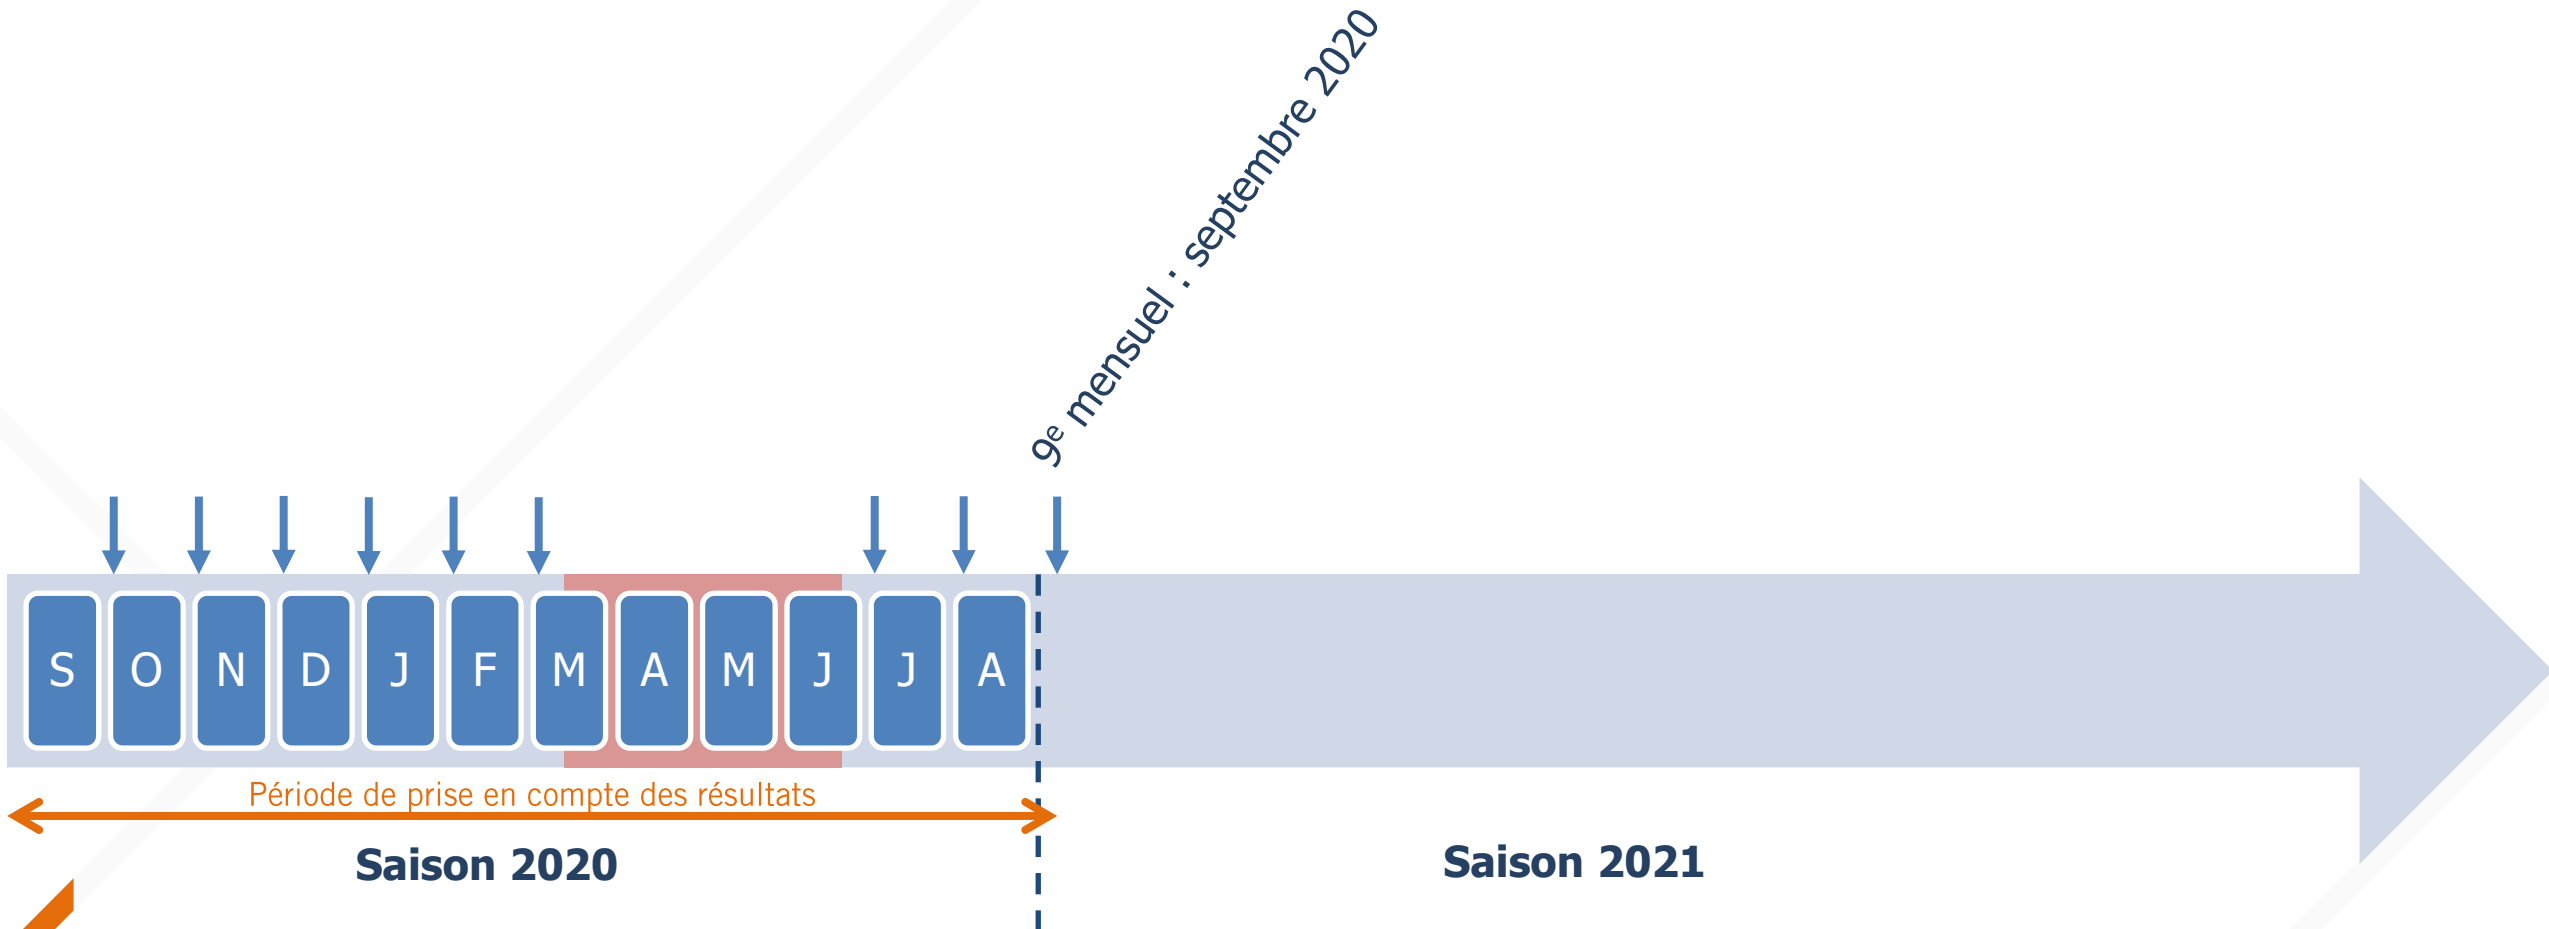 9e mensuel : septembre 2020
S O N D J F M A M J J A
Période de prise en compte des résultats
Saison 2020
Saison 2021